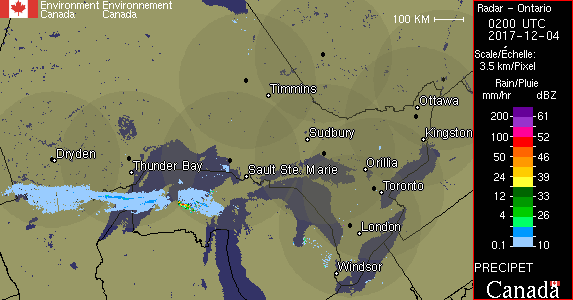 Environment Environnement
Canada Canada
100 KM
Timmins
Ottawa
Sudbury
Kingston
Dryden
Thunder Bay
Sault Ste. Marie
Orillia
Toronto
London
Windsor
Radar - Ontario
0200 UTC
2017-12-04
Scale/Échelle:
3.5 km/Pixel
Rain/Pluie
mm/hr dBZ
200 61
100 52
50 46
24 39
12 33
4 26
1 20
0.1 10
PRECIPET
Canada